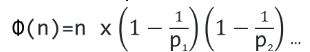 Φ(n)=n x(1 − 1/p₁)(1 − 1/p₂) ...